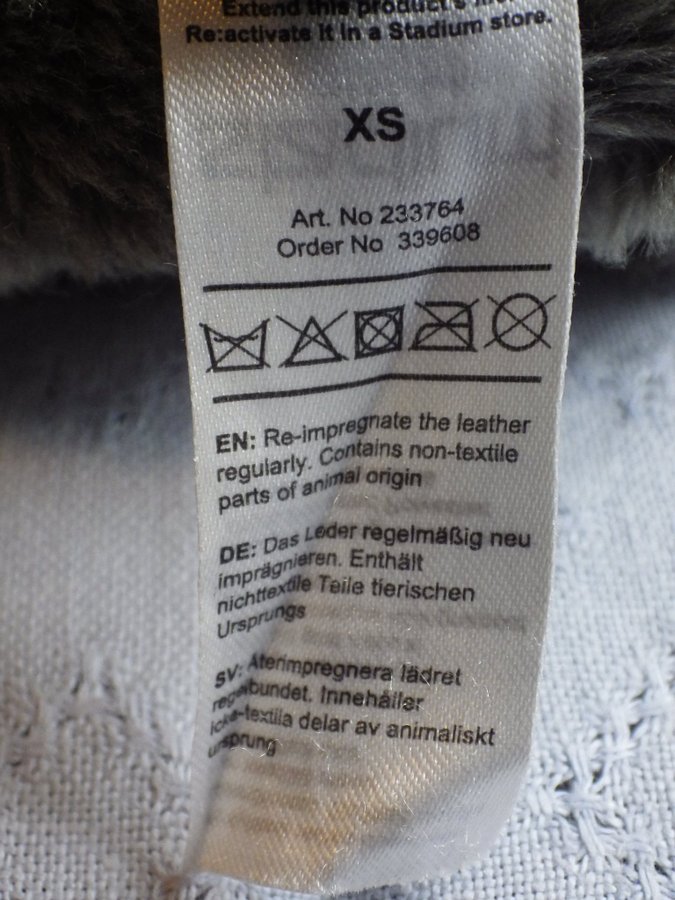 Extend this product's
Re:activate it in a Stadium store.
XS
Art. No 233764
Order No 339608
EN: Re-impregnate the leather
regularly. Contains non-textile
parts of animal origin
DE: Das Leder regelmäßig neu
imprägnieren. Enthält
nichttextile Teile tierischen
Ursprungs
SV: Återimpregnera lädret
regelbundet. Innehåller
icke-textila delar av animaliskt
ursprung